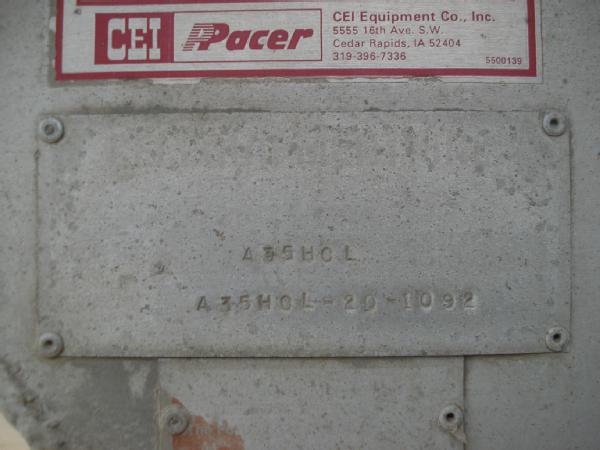 CEI Pacer
CEI Equipment Co., Inc.
5555 16th Ave. S.W.
Cedar Rapids, IA 52404
319-396-7336
5500139
A35HCL
A35HCL-20-1092